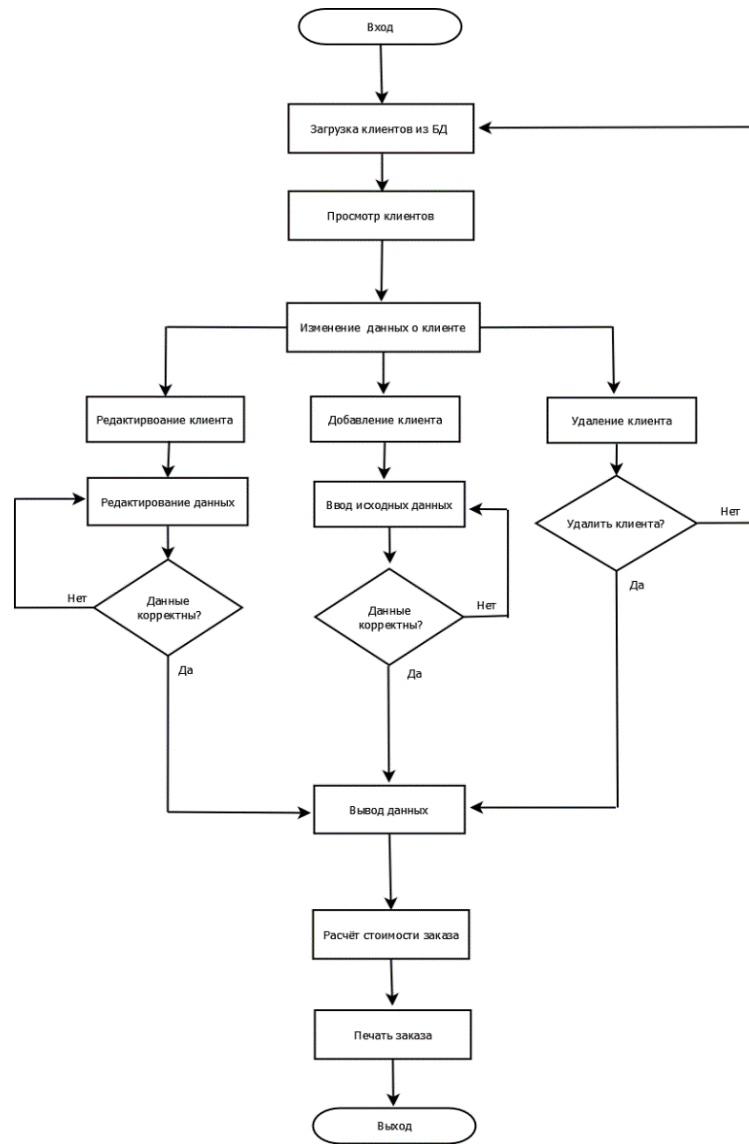 Вход
Загрузка клиентов из БД
Просмотр клиентов
Изменение данных о клиенте
Редактирвоание клиента
Добавление клиента
Удаление клиента
Редактирование данных
Ввод исходных данных
Удалить клиента?
Нет
Да
Нет
Данные
корректны?
Данные
корректны?
Нет
Да
Да
Вывод данных
Расчёт стоимости заказа
Печать заказа
Выход